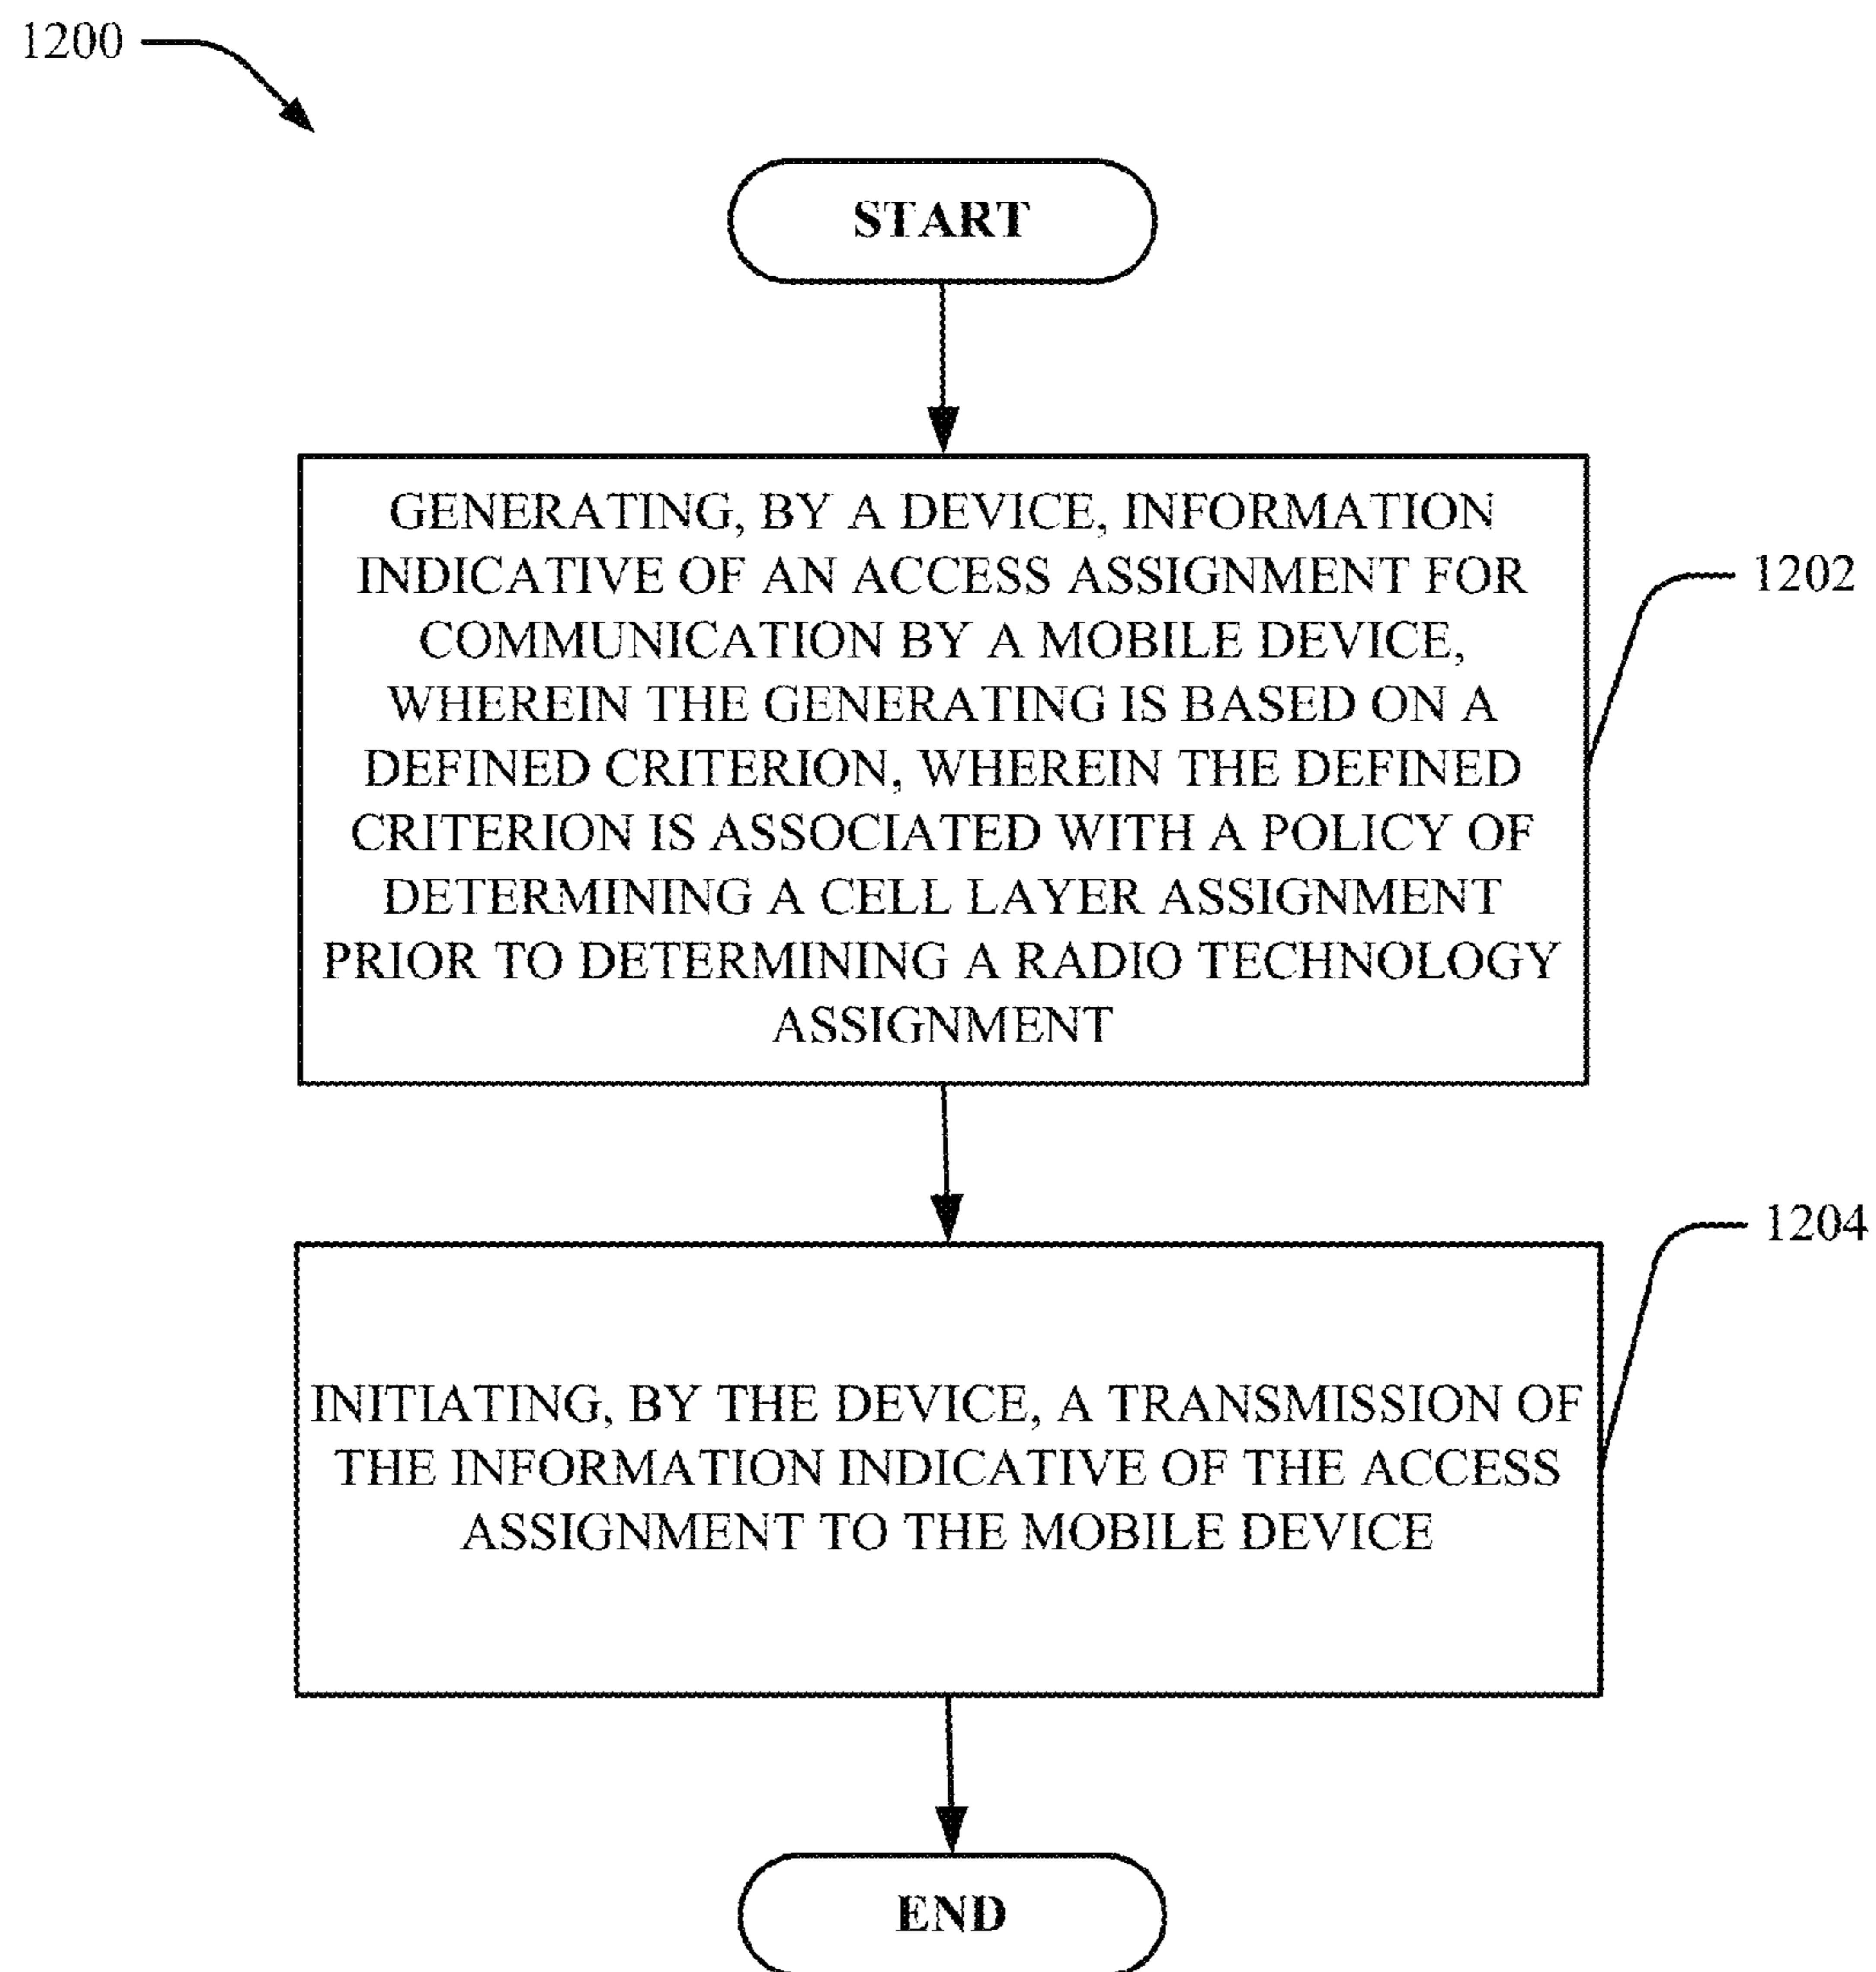 1200
START
GENERATING, BY A DEVICE, INFORMATION
INDICATIVE OF AN ACCESS ASSIGNMENT FOR
COMMUNICATION BY A MOBILE DEVICE,
WHEREIN THE GENERATING IS BASED ON A
DEFINED CRITERION, WHEREIN THE DEFINED
CRITERION IS ASSOCIATED WITH A POLICY OF
DETERMINING A CELL LAYER ASSIGNMENT
PRIOR TO DETERMINING A RADIO TECHNOLOGY
ASSIGNMENT
1202
INITIATING, BY THE DEVICE, A TRANSMISSION OF
THE INFORMATION INDICATIVE OF THE ACCESS
ASSIGNMENT TO THE MOBILE DEVICE
1204
END